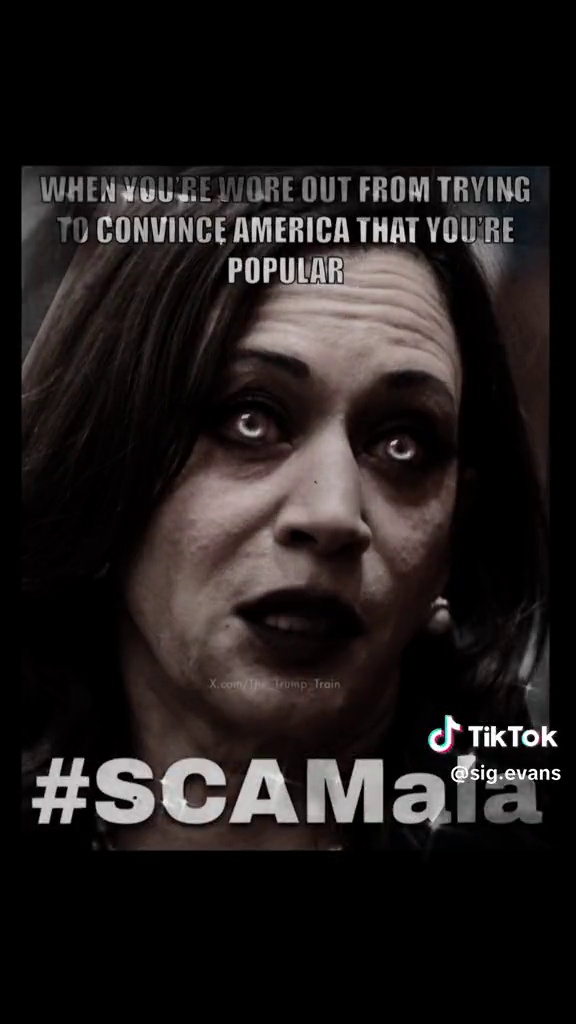 WHEN YOU'RE WORE OUT FROM TRYING
TO CONVINCE AMERICA THAT YOU'RE
POPULAR
X.com/The_Trump_Train
TikTok
@sig.evans
#SCAMala